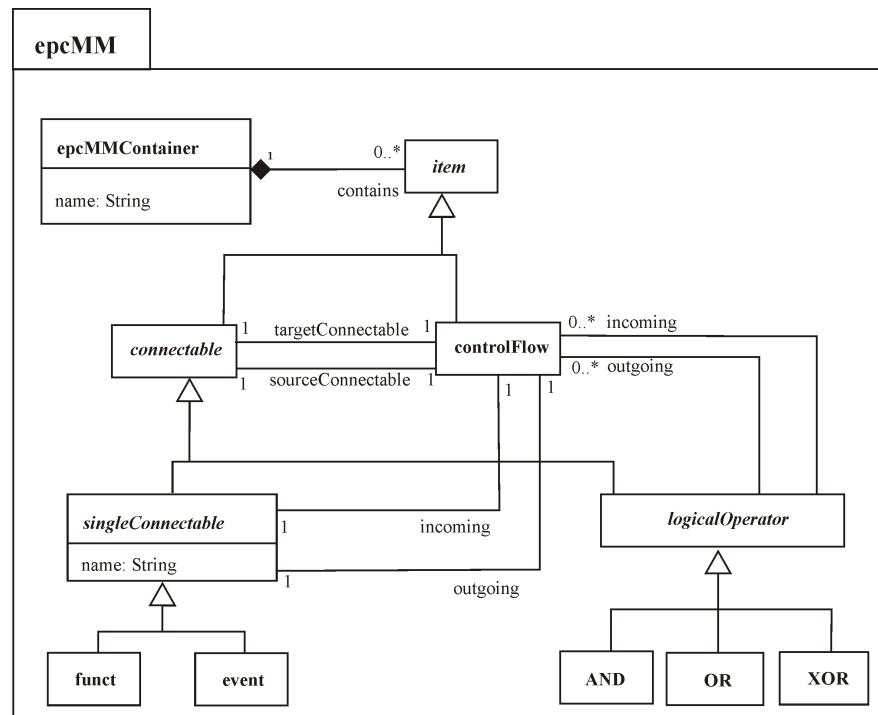 epcMM
epcMMContainer
name: String
1
0..*
contains
item
connectable
1
targetConnectable
1
controlFlow
0..* incoming
1
sourceConnectable
1
0..* outgoing
1
1
singleConnectable
name: String
1
incoming
1
outgoing
logicalOperator
funct
event
AND
OR
XOR